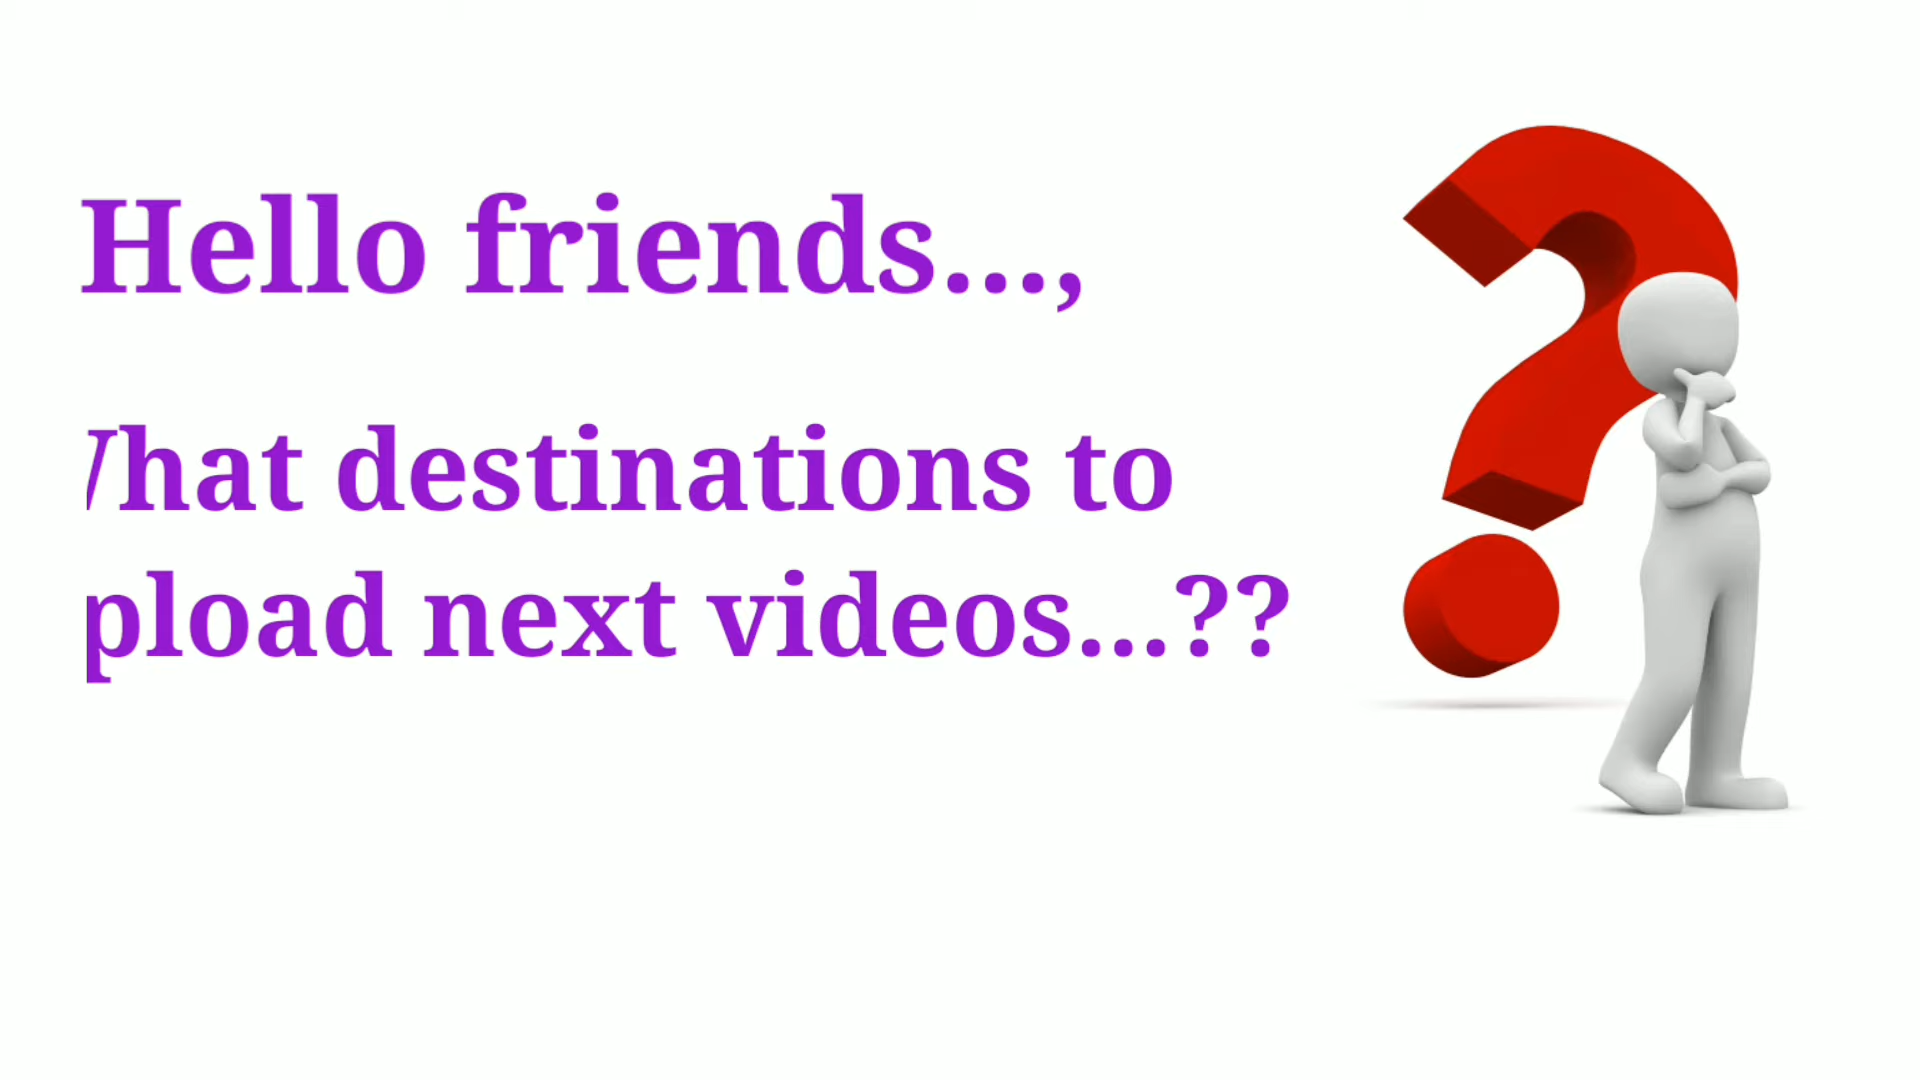 Hello friends...,
hat destinations to
pload next videos...??